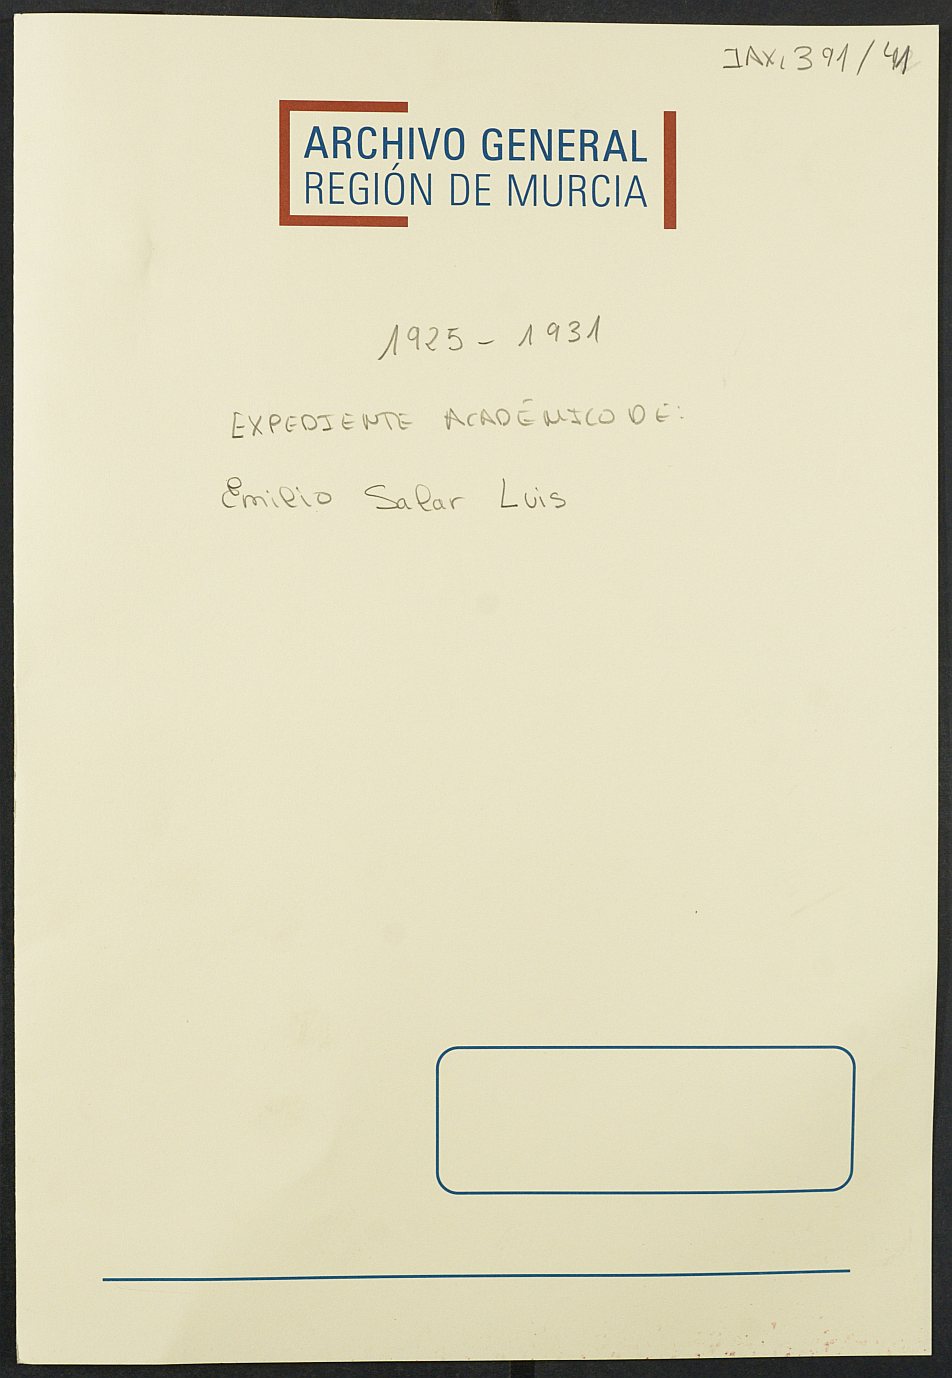 IAX,391/41
ARCHIVO GENERAL
REGIÓN DE MURCIA
1925 - 1931
EXPEDIENTE ACADÉMICO DE:
Emilio Salar Luis